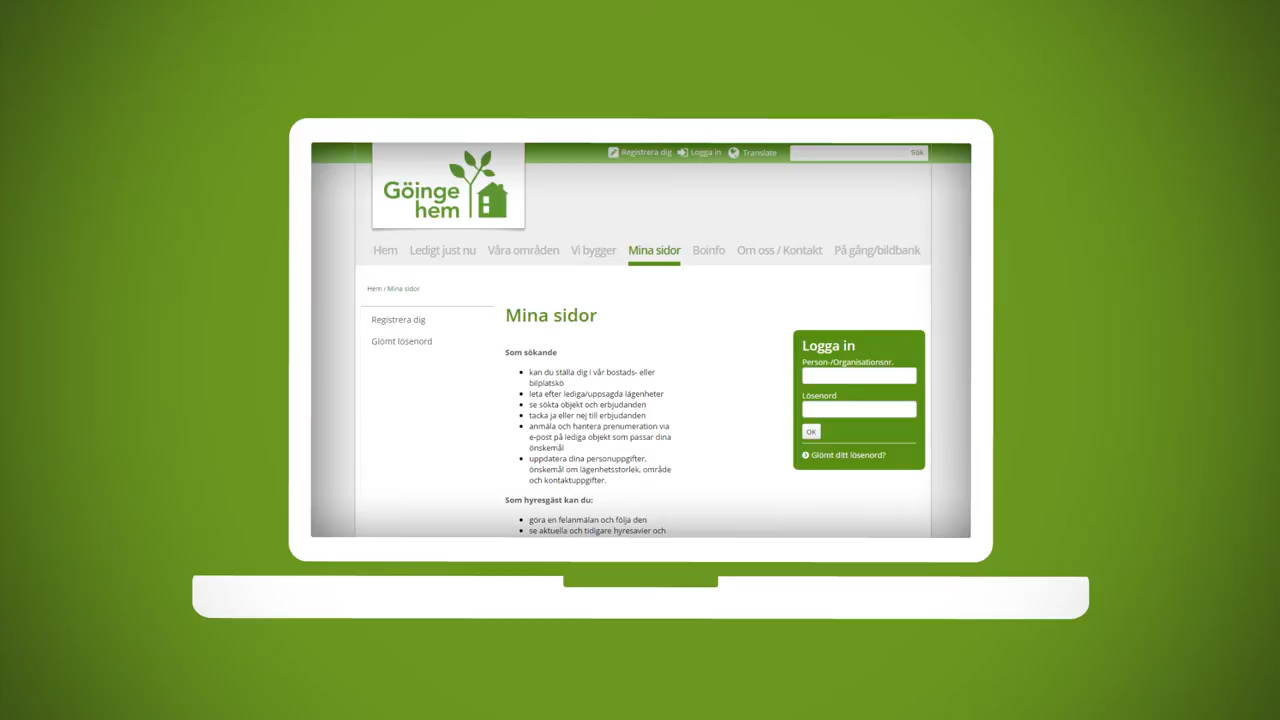 Registrera dig Logga in Translate Sök
Göinge
hem
Hem Ledigt just nu Våra områden Vi bygger Mina sidor Boinfo Om oss / Kontakt På gång/bildbank
Hem / Mina sidor
Registrera dig
Glömt lösenord
Mina sidor
Som sökande
kan du ställa dig i vår bostads- eller
bilplatskö
leta efter lediga/uppsagda lägenheter
se sökta objekt och erbjudanden
tacka ja eller nej till erbjudanden
anmäla och hantera prenumeration via
e-post på lediga objekt som passar dina
önskemål
uppdatera dina personuppgifter,
önskemål om lägenhetsstorlek, område
och kontaktuppgifter.
Som hyresgäst kan du:
göra en felanmälan och följa den
se aktuella och tidigare hyresavier och
Logga in
Person-/Organisationsnr.
Lösenord
OK
Glömt ditt lösenord?